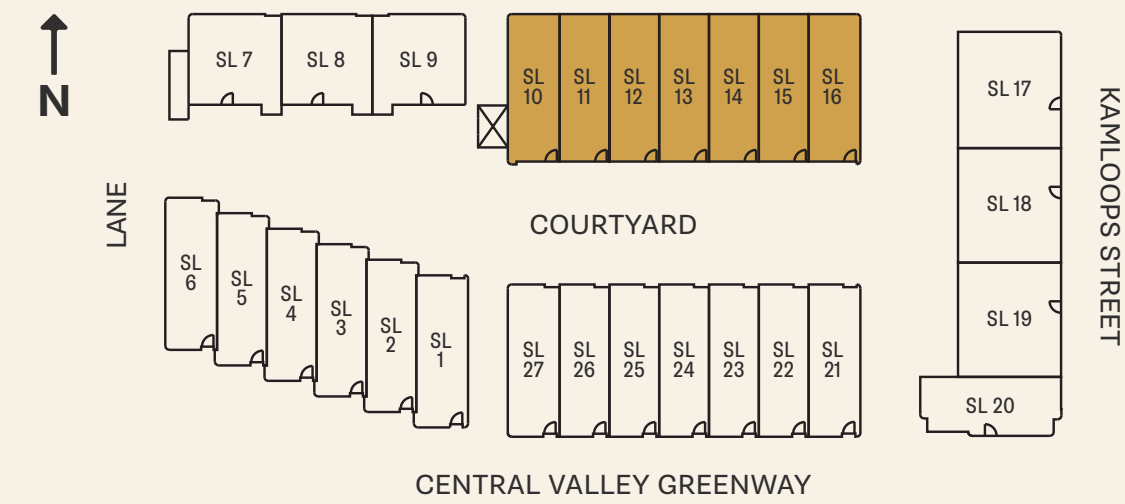 N
SL 7
SL 8
SL 9
SL
10
SL
11
SL
12
SL
13
SL
14
SL
15
SL
16
SL 17
SL 18
SL 19
SL 20
KAMLOOPS STREET
LANE
COURTYARD
SL
6
SL
5
SL
4
SL
3
SL
2
SL
1
SL
27
SL
26
SL
25
SL
24
SL
23
SL
22
SL
21
CENTRAL VALLEY GREENWAY